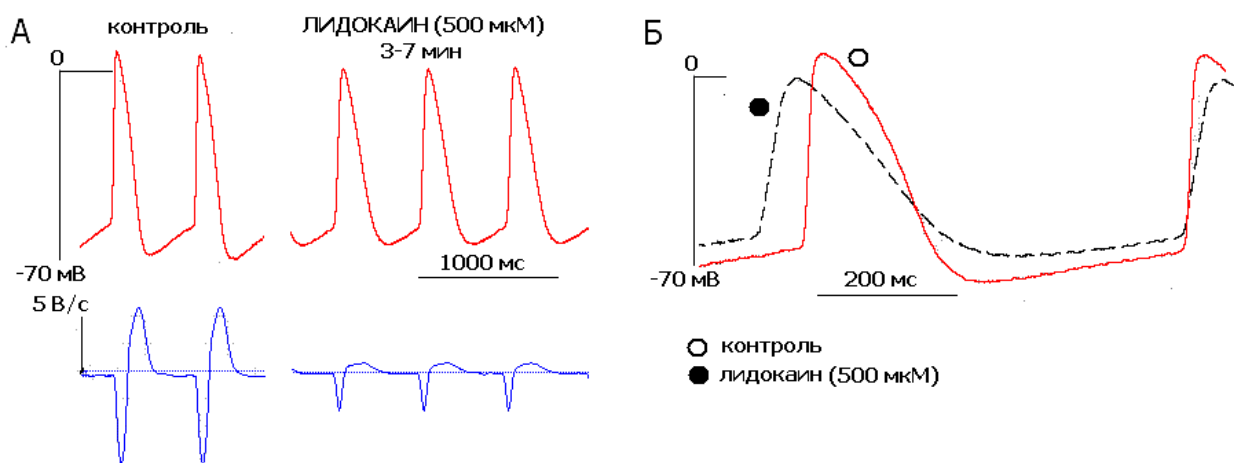 А
контроль
ЛИДОКАИН (500 мкМ)
3-7 мин
0
-70 мВ
1000 мс
5 В/с
Б
0
-70 мВ
200 мс
контроль
лидокаин (500 мкМ)